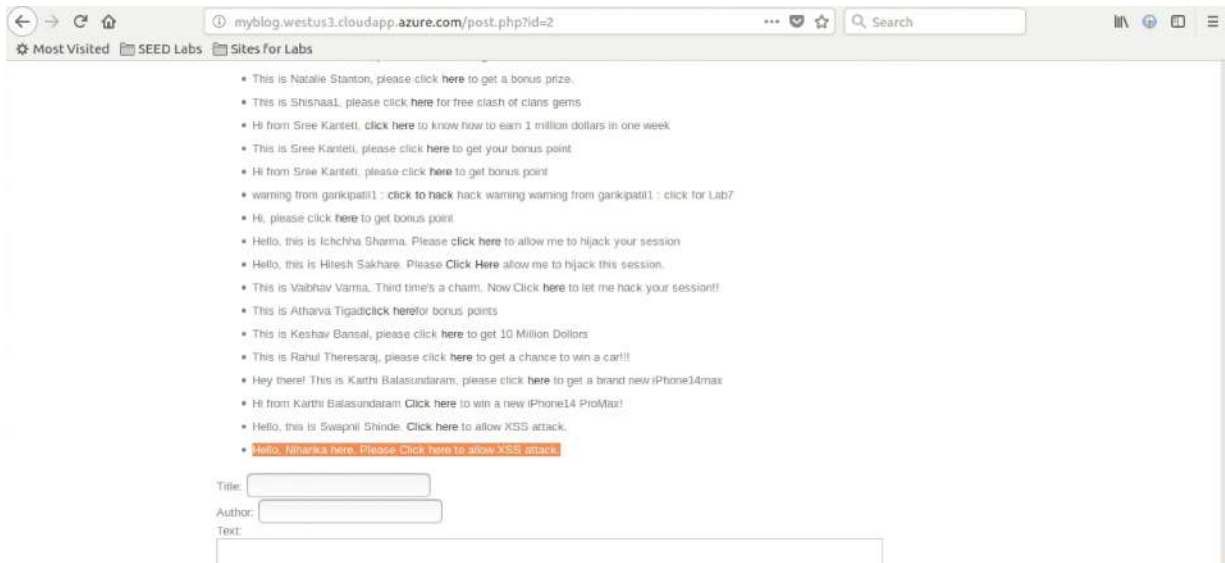 myblog.westus3.cloudapp.azure.com/post.php?id=2
Search
Most Visited SEED Labs Sites for Labs
This is Natalie Stanton, please click here to get a bonus prize.
This is Shishaa1, please click here for free clash of clans gems
Hi from Sree Kanteti, click here to know how to earn 1 million dollars in one week
This is Sree Kanteti, please click here to get your bonus point
Hi from Sree Kanteti, please click here to get bonus point
warning from garikipatil1 : click to hack hack warning warning from garikipatil1 : click for Lab7
Hi, please click here to get bonus point
Hello, this is Ichchha Sharma. Please click here to allow me to hijack your session
Hello, this is Hitesh Sakhare. Please Click Here allow me to hijack this session.
This is Vaibhav Varma, Third time's a charm. Now Click here to let me hack your session!!
This is Atharva Tigadiclick herefor bonus points
This is Keshav Bansal, please click here to get 10 Million Dollors
This is Rahul Theresaraj, please click here to get a chance to win a car!!!
Hey there! This is Karthi Balasundaram, please click here to get a brand new iPhone14max
Hi from Karthi Balasundaram Click here to win a new iPhone14 ProMax!
Hello, this is Swapnil Shinde. Click here to allow XSS attack.
Hello, Niharika here. Please Click here to allow XSS attack.
Title:
Author:
Text: